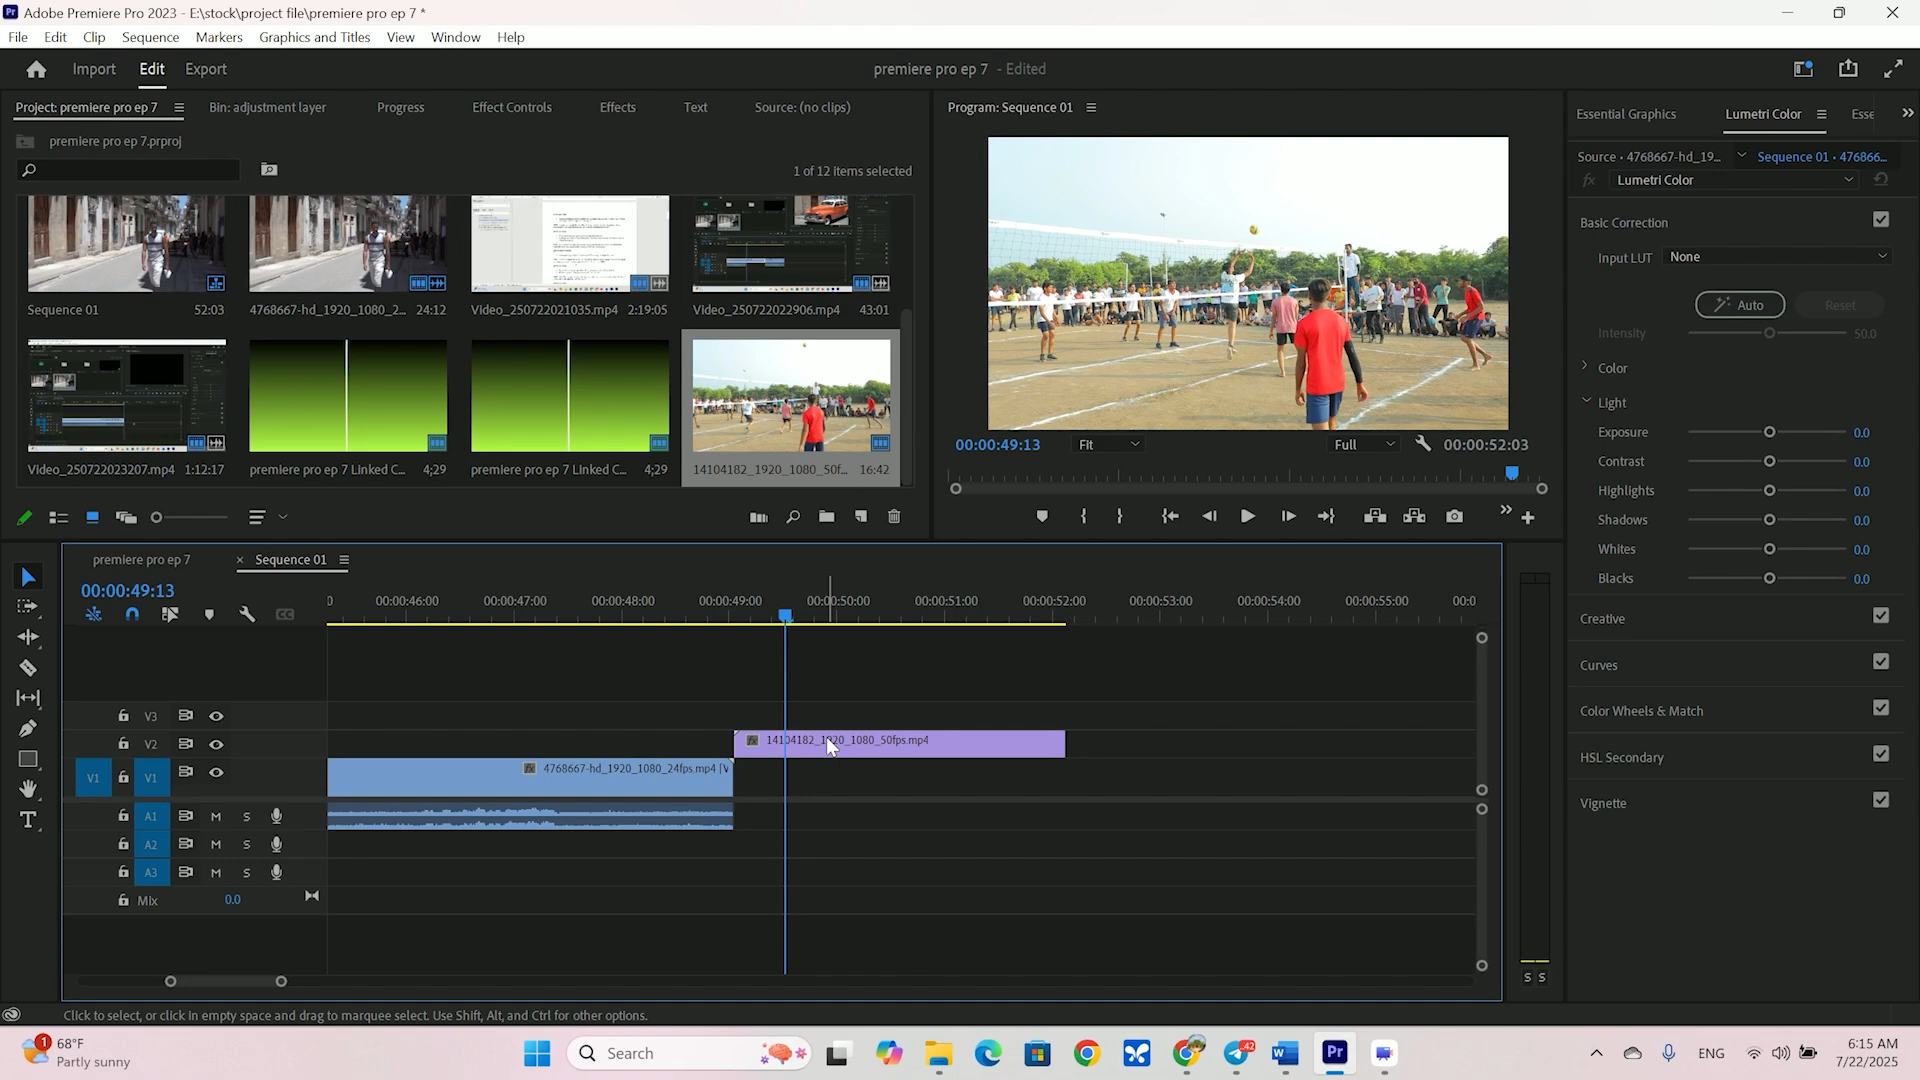 Adobe Premiere Pro 2023 - E:\stock\project file\premiere pro ep 7 *
File Edit Clip Sequence Markers Graphics and Titles View Window Help
Import Edit Export
premiere pro ep 7 - Edited
Project: premiere pro ep 7 Bin: adjustment layer Progress Effect Controls Effects Text Source: (no clips)
premiere pro ep 7.prproj
1 of 12 items selected
Sequence 01 52:03
4768667-hd_1920_1080_2... 24:12
Video_250722021035.mp4 2:19:05
Video_250722022906.mp4 43:01
Video_250722023207.mp4 1:12:17
premiere pro ep 7 Linked C... 4;29
premiere pro ep 7 Linked C... 4;29
14104182_1920_1080_50f... 16:42
Program: Sequence 01
00:00:49:13 Fit Full 00:00:52:03
Essential Graphics Lumetri Color Esse
Source • 4768667-hd_19... Sequence 01 • 476866...
fx Lumetri Color
Basic Correction
Input LUT None
Auto Reset
Intensity 50.0
Color
Light
Exposure 0.0
Contrast 0.0
Highlights 0.0
Shadows 0.0
Whites 0.0
Blacks 0.0
Creative
Curves
Color Wheels & Match
HSL Secondary
Vignette
premiere pro ep 7 × Sequence 01
00:00:49:13
0 00:00:46:00 00:00:47:00 00:00:48:00 00:00:49:00 00:00:50:00 00:00:51:00 00:00:52:00 00:00:53:00 00:00:54:00 00:00:55:00 00:0
V3
V2
fx 14104182_1920_1080_50fps.mp4
V1 V1
fx 4768667-hd_1920_1080_24fps.mp4 [V
A1 M S
A2 M S
A3 M S
Mix 0.0
S S
Click to select, or click in empty space and drag to marquee select. Use Shift, Alt, and Ctrl for other options.
1
68°F
Partly sunny
Search
42
Pr
ENG
6:15 AM
7/22/2025